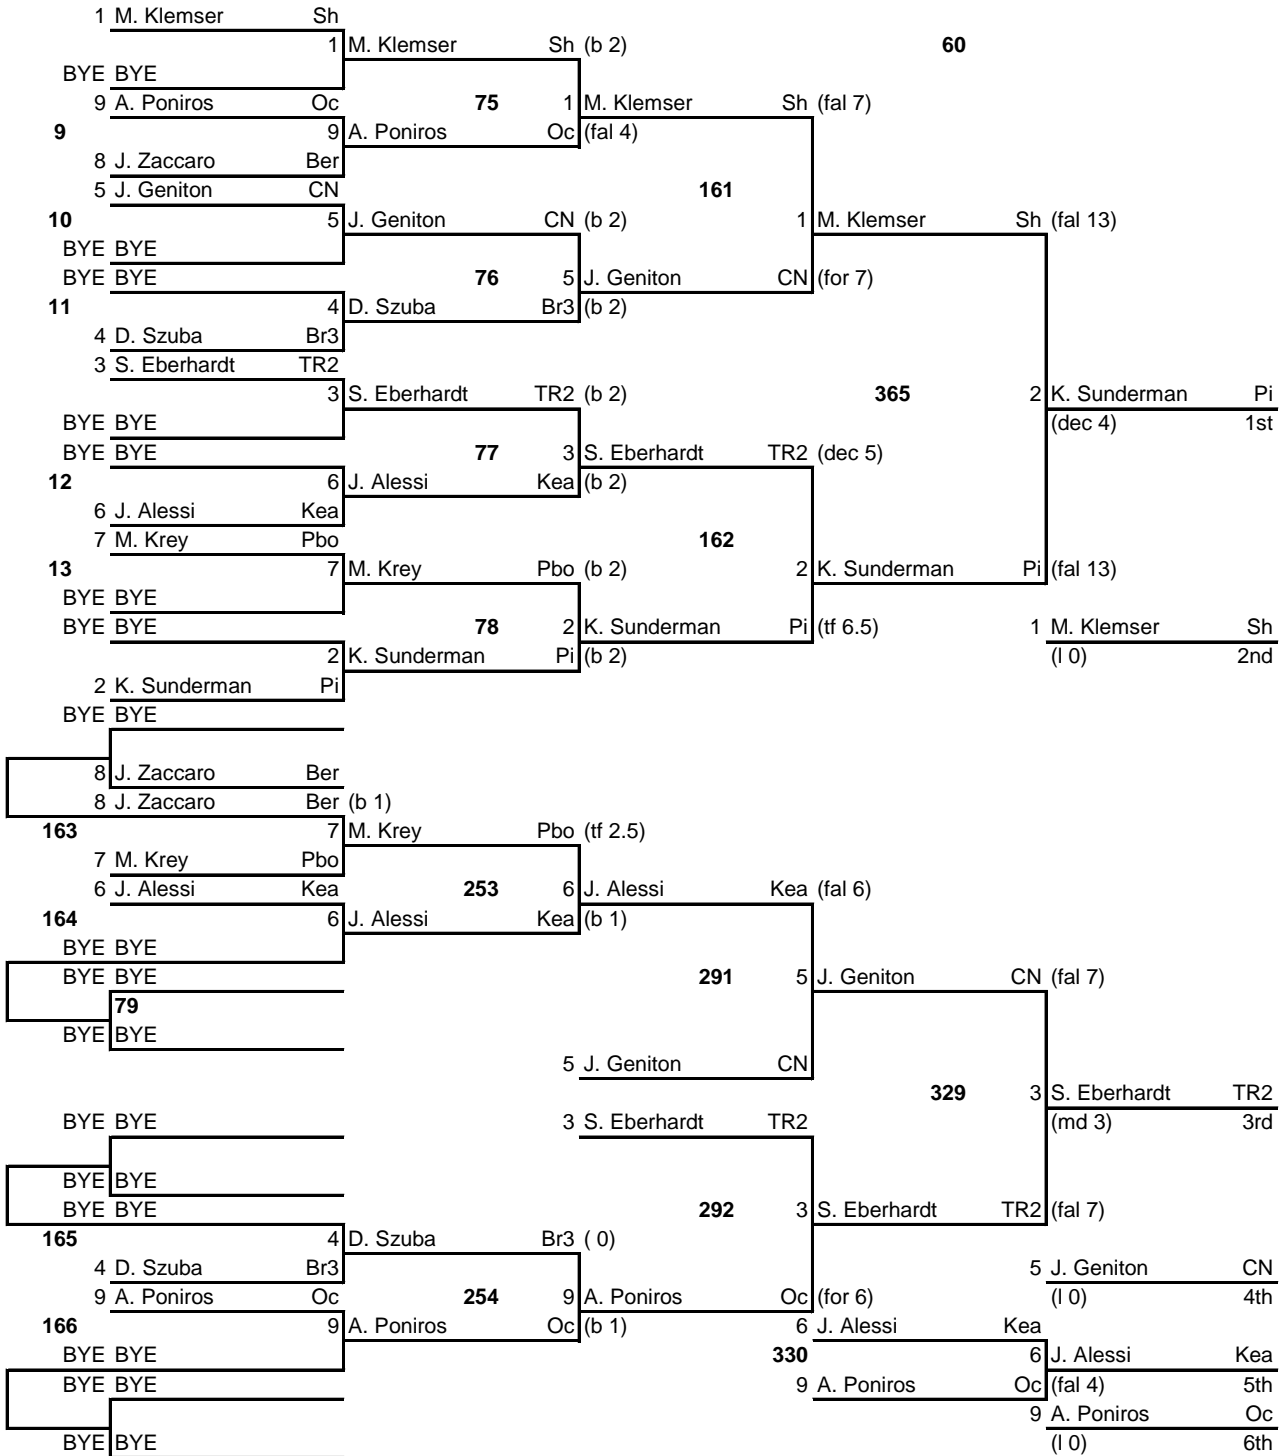 1 M. Klemser Sh
1 M. Klemser Sh (b 2) 60
BYE BYE
9 A. Poniros Oc 75 1 M. Klemser Sh (fal 7)
9 9 A. Poniros Oc (fal 4)
8 J. Zaccaro Ber
5 J. Geniton CN 161
10 5 J. Geniton CN (b 2) 1 M. Klemser Sh (fal 13)
BYE BYE
BYE BYE 76 5 J. Geniton CN (for 7)
11 4 D. Szuba Br3 (b 2)
4 D. Szuba Br3
3 S. Eberhardt TR2
3 S. Eberhardt TR2 (b 2) 365 2 K. Sunderman Pi
BYE BYE (dec 4) 1st
BYE BYE 77 3 S. Eberhardt TR2 (dec 5)
12 6 J. Alessi Kea (b 2)
6 J. Alessi Kea
7 M. Krey Pbo 162
13 7 M. Krey Pbo (b 2) 2 K. Sunderman Pi (fal 13)
BYE BYE
BYE BYE 78 2 K. Sunderman Pi (tf 6.5) 1 M. Klemser Sh
2 K. Sunderman Pi (b 2) (l 0) 2nd
2 K. Sunderman Pi
BYE BYE
8 J. Zaccaro Ber
8 J. Zaccaro Ber (b 1)
163 7 M. Krey Pbo (tf 2.5)
7 M. Krey Pbo
6 J. Alessi Kea 253 6 J. Alessi Kea (fal 6)
164 6 J. Alessi Kea (b 1)
BYE BYE
BYE BYE 291 5 J. Geniton CN (fal 7)
79
BYE BYE
5 J. Geniton CN
329 3 S. Eberhardt TR2
BYE BYE 3 S. Eberhardt TR2 (md 3) 3rd
BYE BYE
BYE BYE 292 3 S. Eberhardt TR2 (fal 7)
165 4 D. Szuba Br3 ( 0)
4 D. Szuba Br3 5 J. Geniton CN
9 A. Poniros Oc 254 9 A. Poniros Oc (for 6) (l 0) 4th
166 9 A. Poniros Oc (b 1) 6 J. Alessi Kea
BYE BYE 330 6 J. Alessi Kea
BYE BYE 9 A. Poniros Oc (fal 4) 5th
9 A. Poniros Oc
BYE BYE (l 0) 6th